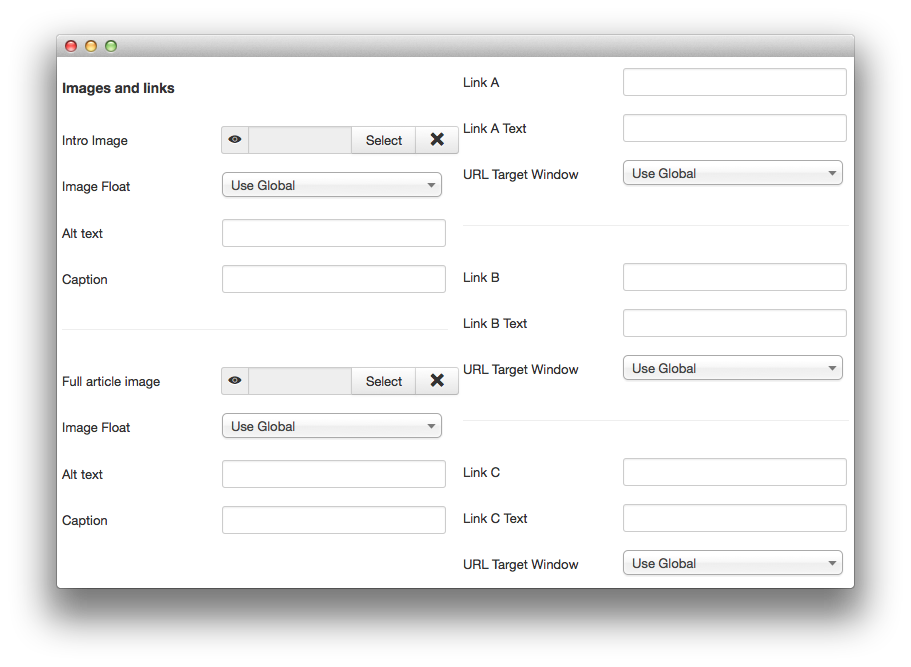 Images and links
Intro Image
Select
Image Float
Use Global
Alt text
Caption
Full article image
Select
Image Float
Use Global
Alt text
Caption
Link A
Link A Text
URL Target Window
Use Global
Link B
Link B Text
URL Target Window
Use Global
Link C
Link C Text
URL Target Window
Use Global